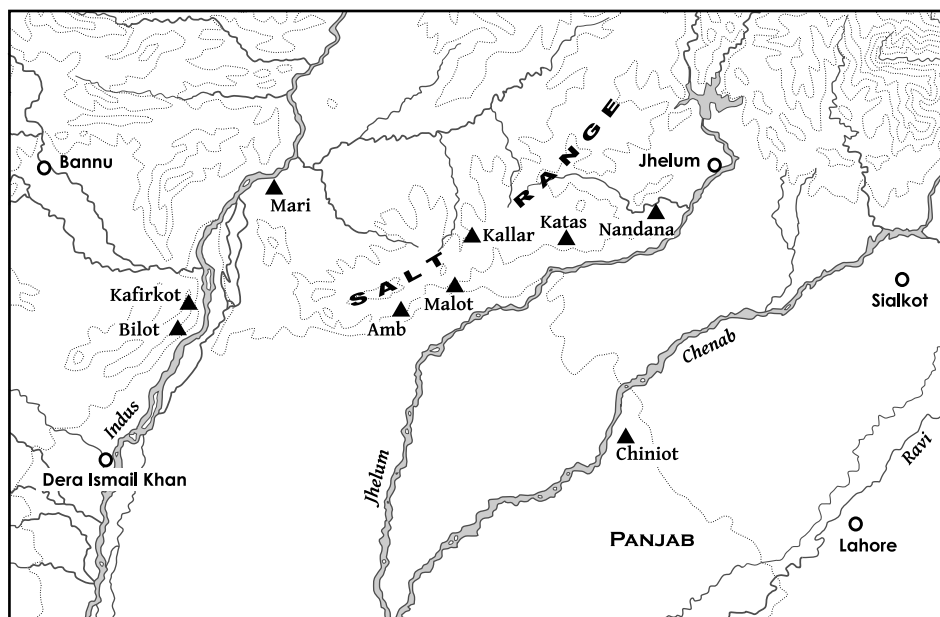 RANGE
Bannu
Jhelum
Mari
Katas
Nandana
Kallar
SALT
Kafirkot
Malot
Sialkot
Bilot
Amb
Chenab
Indus
Chiniot
Ravi
Dera Ismail Khan
Jhelum
PANJAB
Lahore